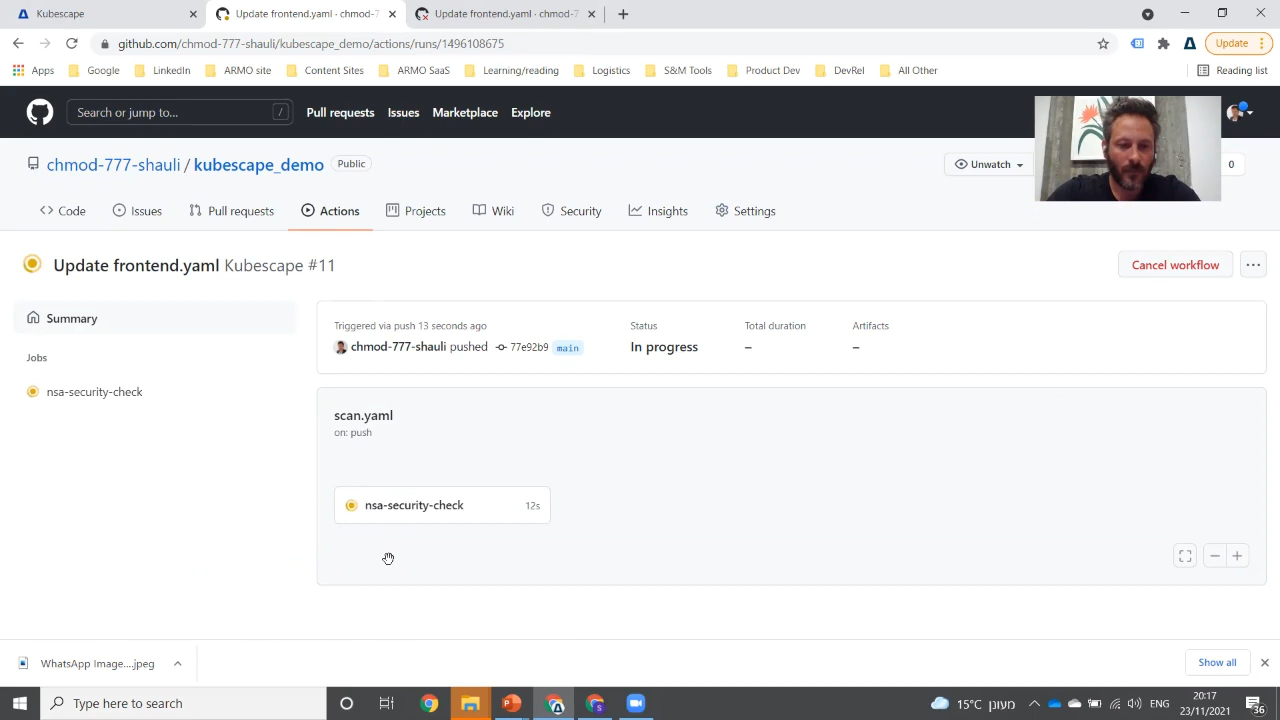 Kubescape
Update frontend.yaml · chmod-7
Update frontend.yaml · chmod-7
github.com/chmod-777-shauli/kubescape_demo/actions/runs/1496108675
Update
Apps
Google
LinkedIn
ARMO site
Content Sites
ARMO SaaS
Learning/reading
Logistics
S&M Tools
Product Dev
DevRel
All Other
Reading list
Search or jump to...
/
Pull requests
Issues
Marketplace
Explore
chmod-777-shauli / kubescape_demo
Public
Unwatch
0
Code
Issues
Pull requests
Actions
Projects
Wiki
Security
Insights
Settings
Update frontend.yaml Kubescape #11
Cancel workflow
Summary
Jobs
nsa-security-check
Triggered via push 13 seconds ago
chmod-777-shauli pushed 77e92b9 main
Status
In progress
Total duration
–
Artifacts
–
scan.yaml
on: push
nsa-security-check
12s
WhatsApp Image....jpeg
Show all
Type here to search
15°C מעונן
ENG
20:17
23/11/2021
36